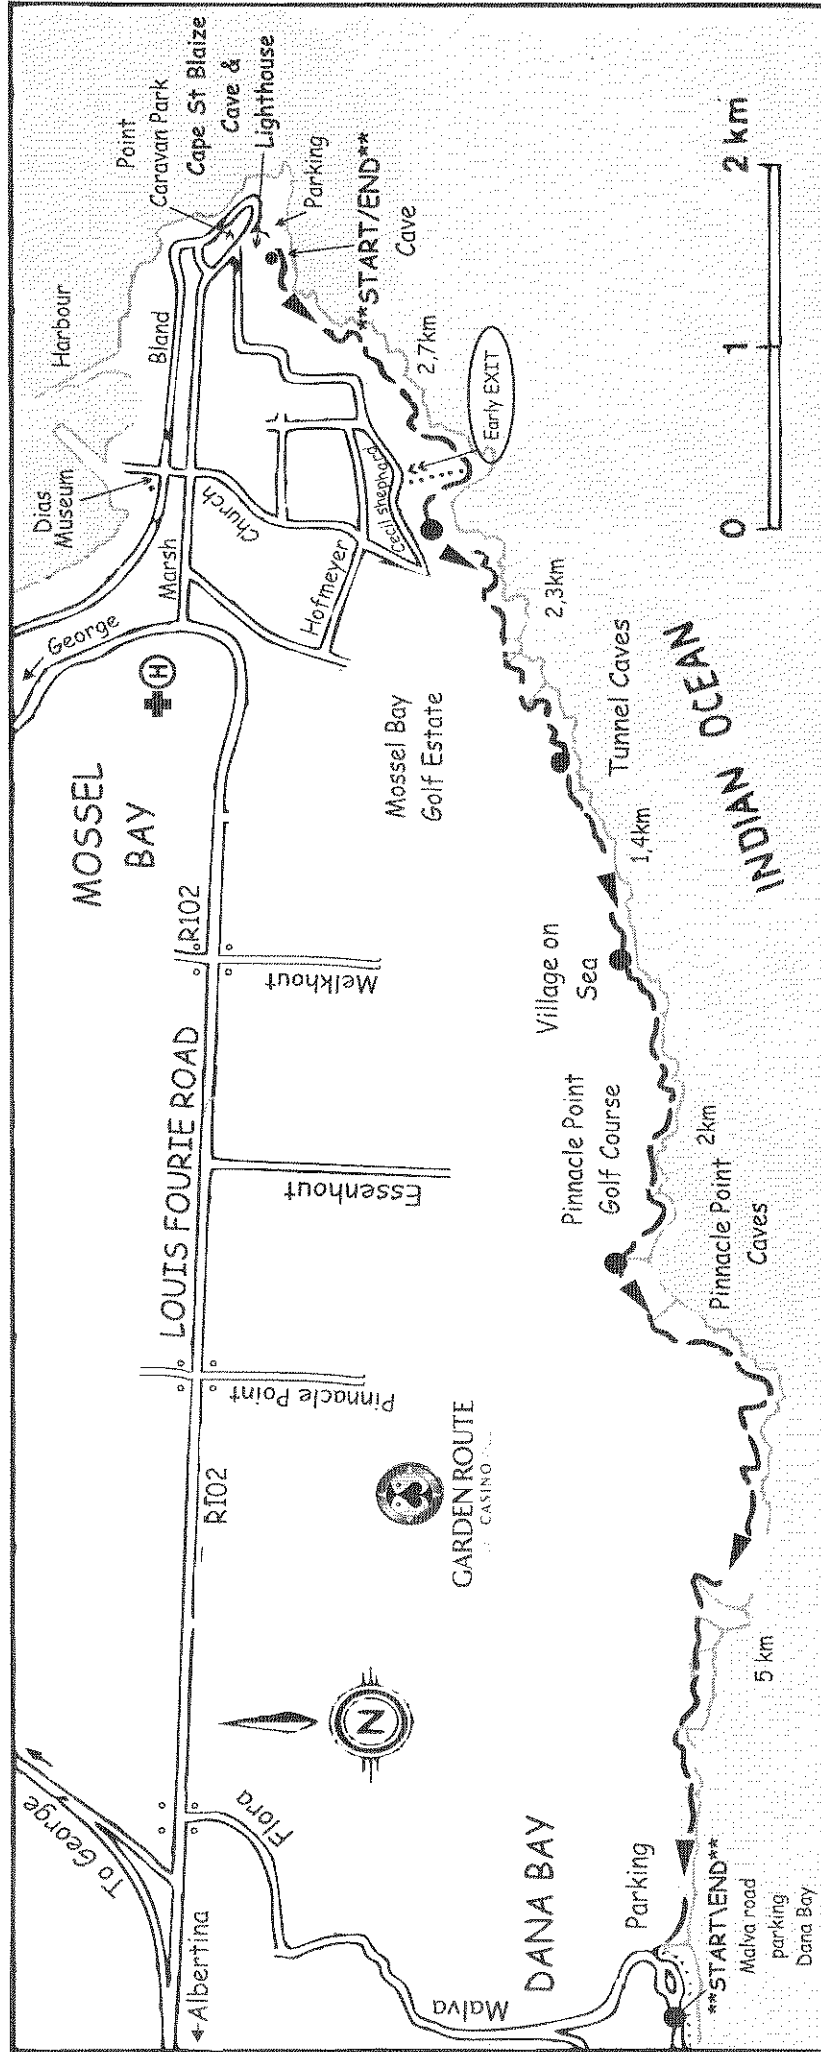 Point
Caravan Park
Cape St Blaize
Cave &
Lighthouse
Parking
**START/END**
Cave
Harbour
Bland
Dias
Museum
Marsh
Church
George
H
Hofmeyer
Cecil shephard
2,7km
Early EXIT
2,3km
MOSSEL
BAY
Mossel Bay
Golf Estate
Tunnel Caves
1,4km
INDIAN OCEAN
0
1
2 km
R102
Melkhout
Village on
Sea
LOUIS FOURIE ROAD
Essenhout
Pinnacle Point
Golf Course
2km
Pinnacle Point
Caves
Pinnacle Point
R102
GARDEN ROUTE
CASINO
5 km
N
To George
Flora
Albertina
DANA BAY
Malva
Parking
**START\END**
Malva road
parking
Dana Bay